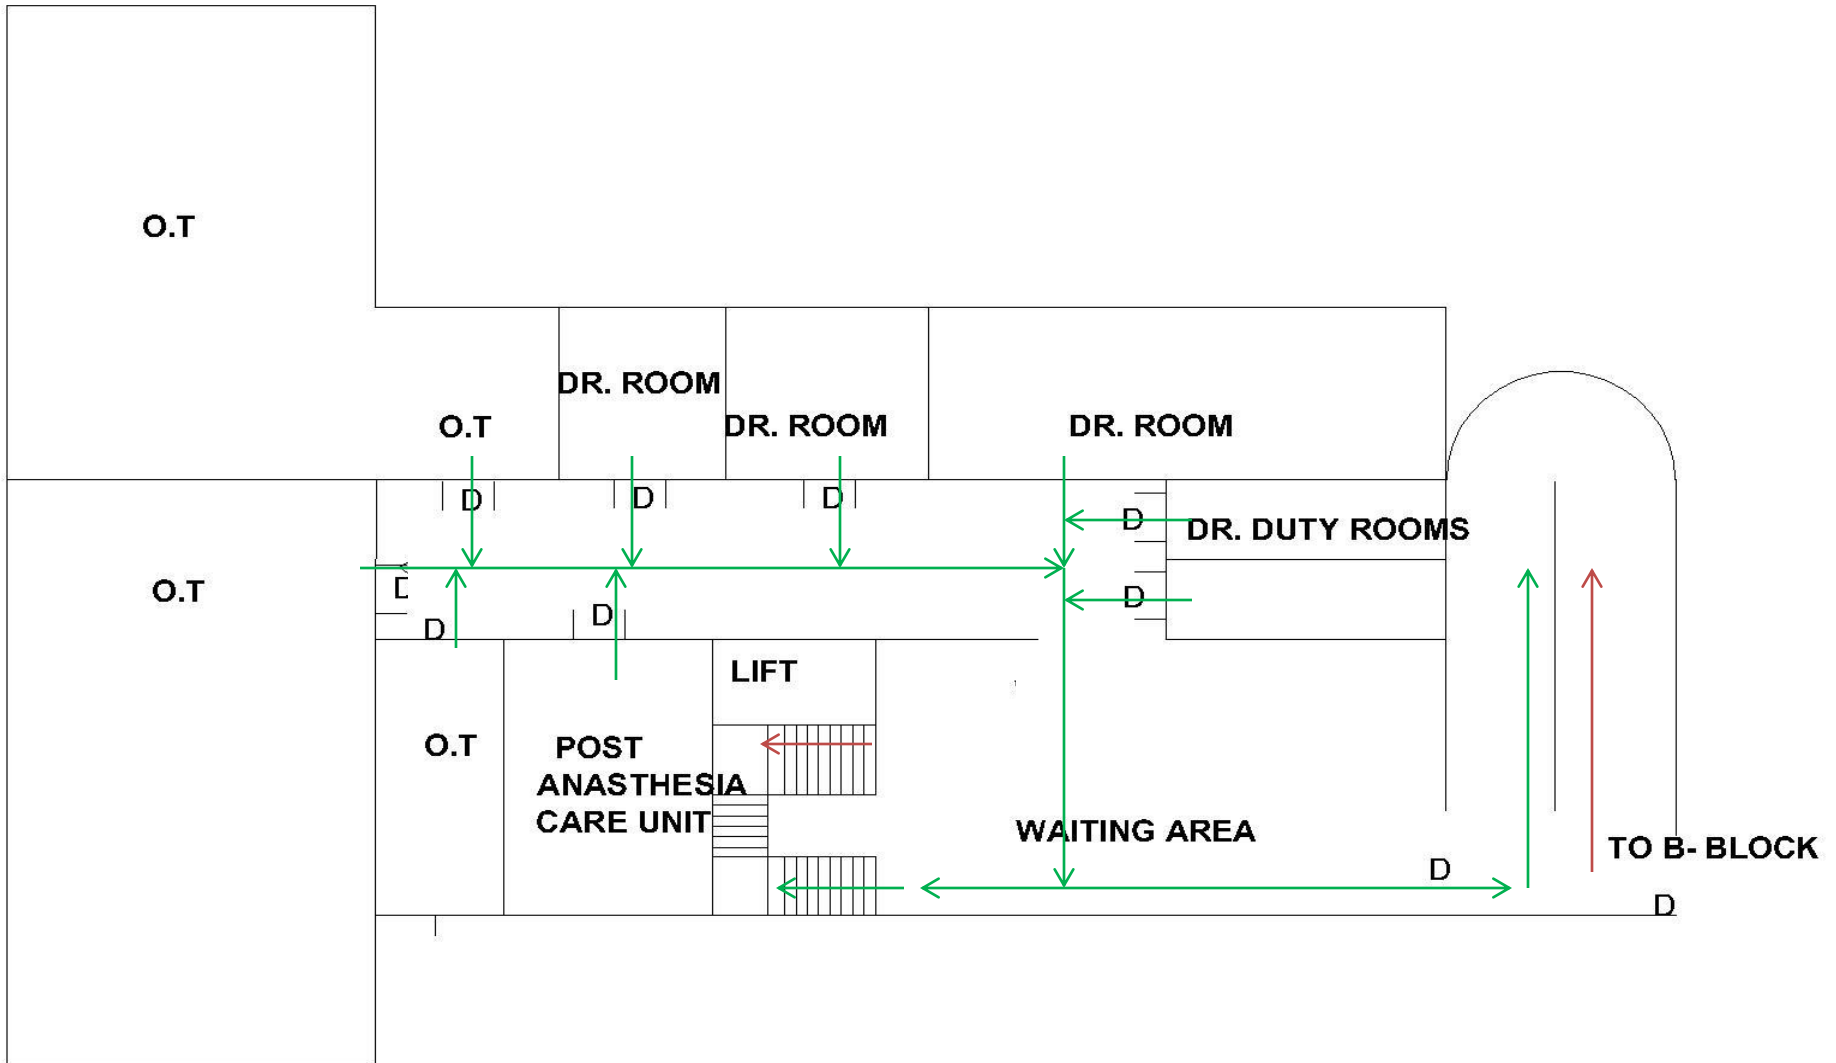 O.T
DR. ROOM
O.T
DR. ROOM
DR. ROOM
D
D
D
D
DR. DUTY ROOMS
O.T
D
D
D
D
LIFT
O.T
POST
ANASTHESIA
CARE UNIT
WAITING AREA
TO B- BLOCK
D
D